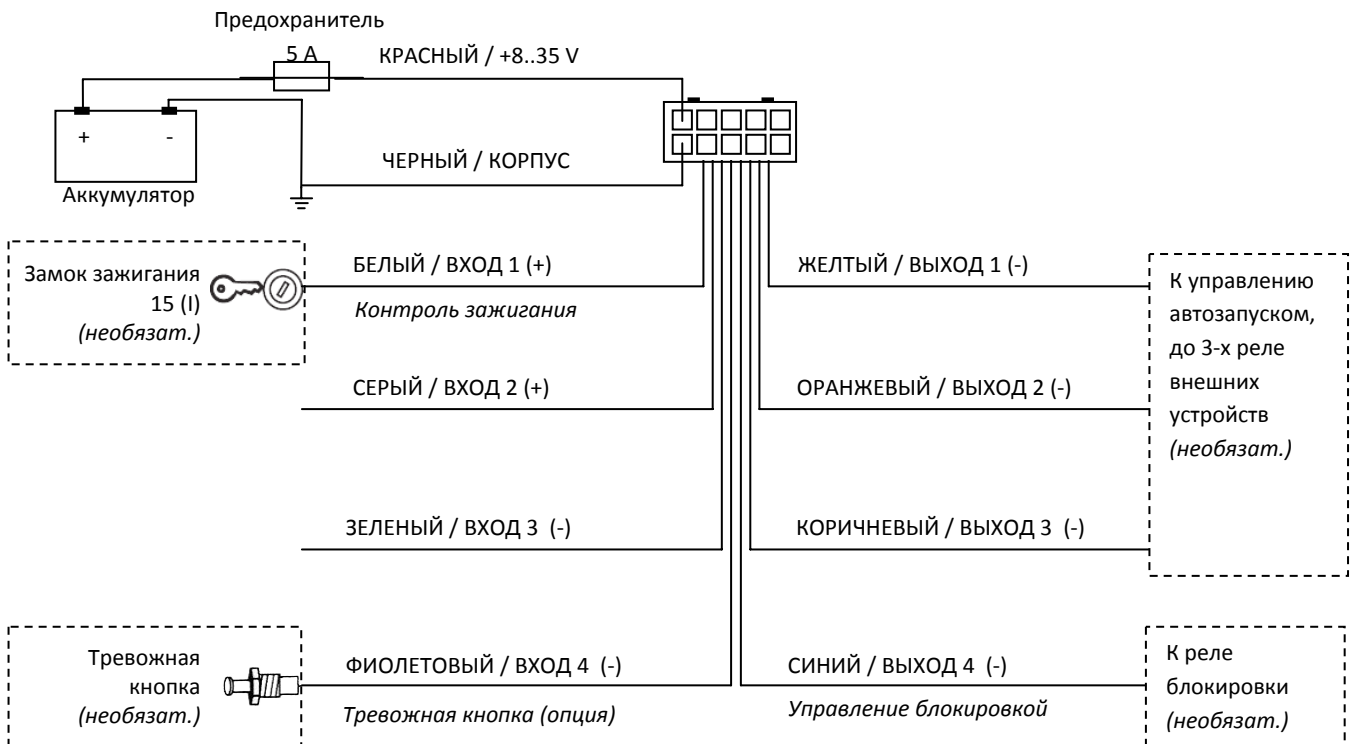 Предохранитель
5 А
КРАСНЫЙ / +8..35 V
+ -
Аккумулятор
ЧЕРНЫЙ / КОРПУС
Замок зажигания
15 (I)
(необязат.)
БЕЛЫЙ / ВХОД 1 (+)
Контроль зажигания
СЕРЫЙ / ВХОД 2 (+)
ЗЕЛЕНЫЙ / ВХОД 3 (-)
Тревожная
кнопка
(необязат.)
ФИОЛЕТОВЫЙ / ВХОД 4 (-)
Тревожная кнопка (опция)
ЖЕЛТЫЙ / ВЫХОД 1 (-)
ОРАНЖЕВЫЙ / ВЫХОД 2 (-)
КОРИЧНЕВЫЙ / ВЫХОД 3 (-)
СИНИЙ / ВЫХОД 4 (-)
Управление блокировкой
К управлению
автозапуском,
до 3-х реле
внешних
устройств
(необязат.)
К реле
блокировки
(необязат.)